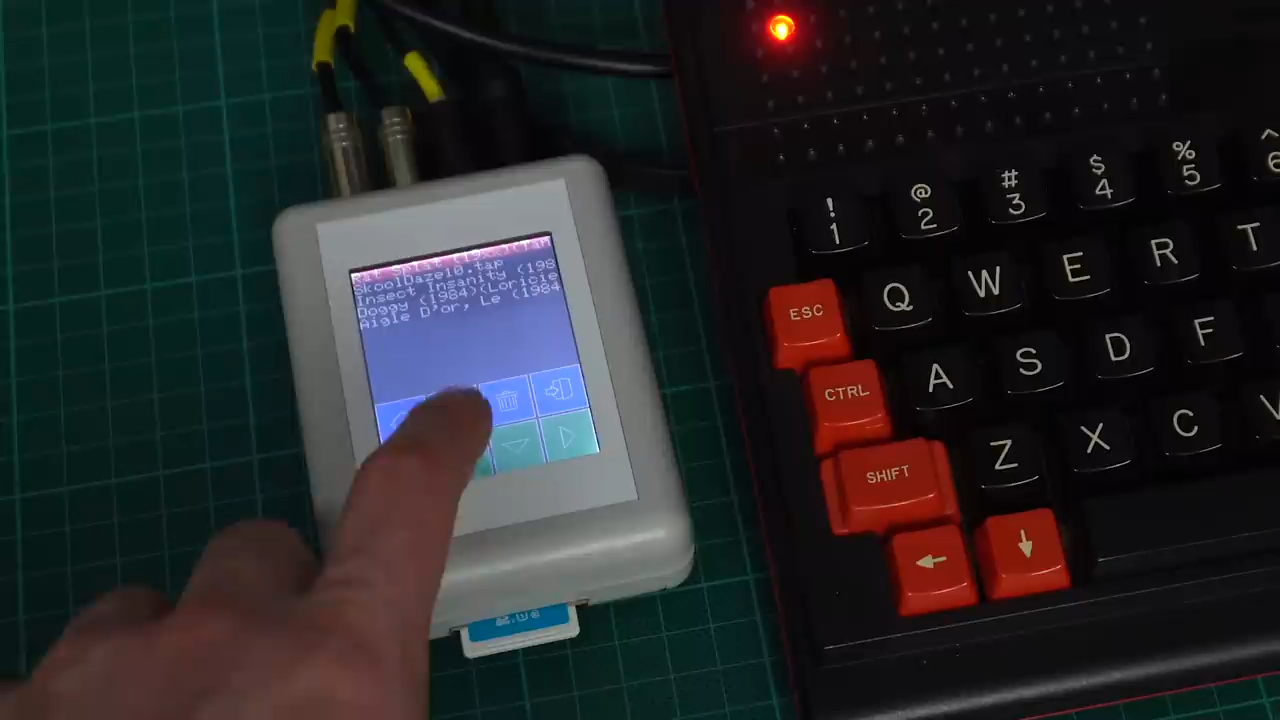 SkoolDaze10.tap
Insect Insanity (198
Doggy (1984)(Loricie
Aigle D'or, Le (1984
! 1
@ 2
# 3
$ 4
% 5
^ 6
ESC Q W E R T
CTRL A S D F
SHIFT Z X C V
← ↓